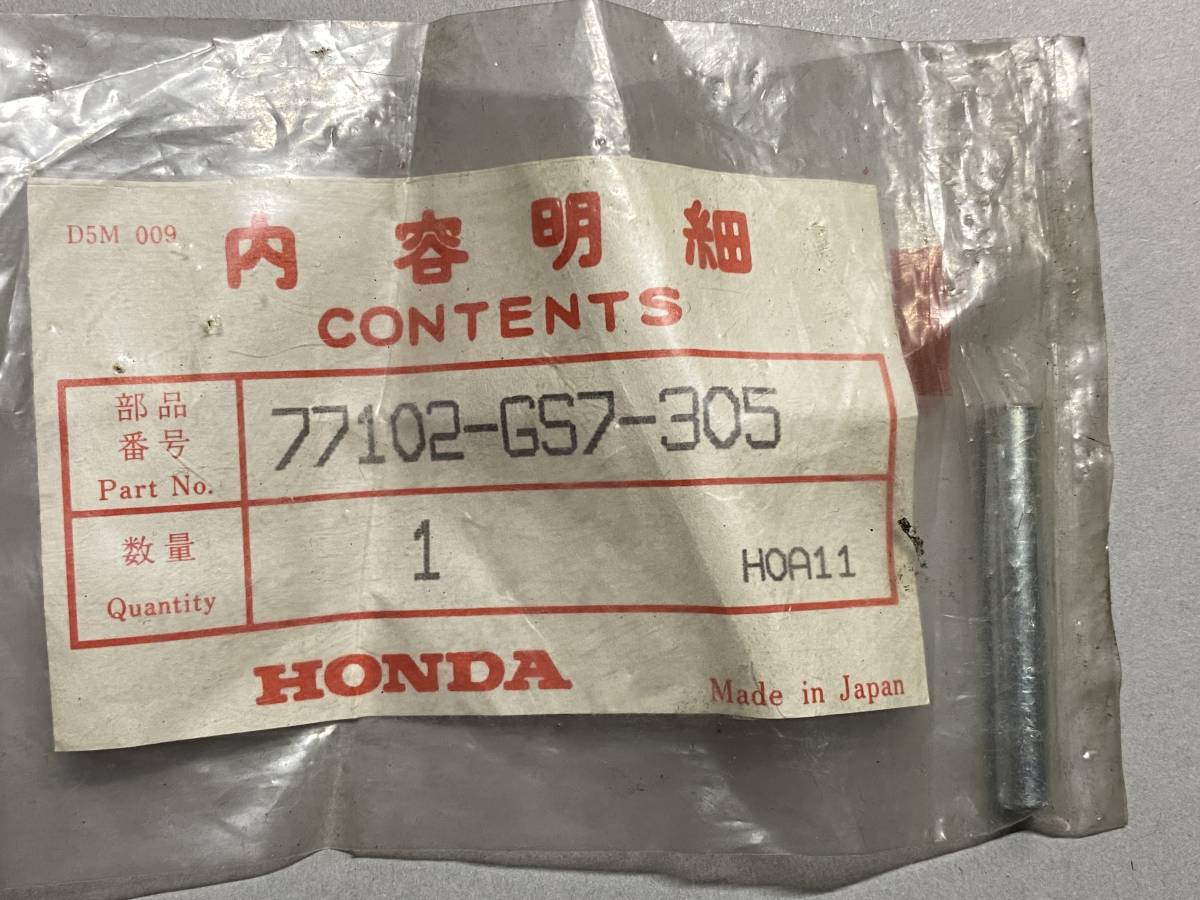 D5M 009
内容明細
CONTENTS
部品
番号
Part No.
77102-GS7-305
数量
Quantity
1
H0A11
HONDA
Made in Japan